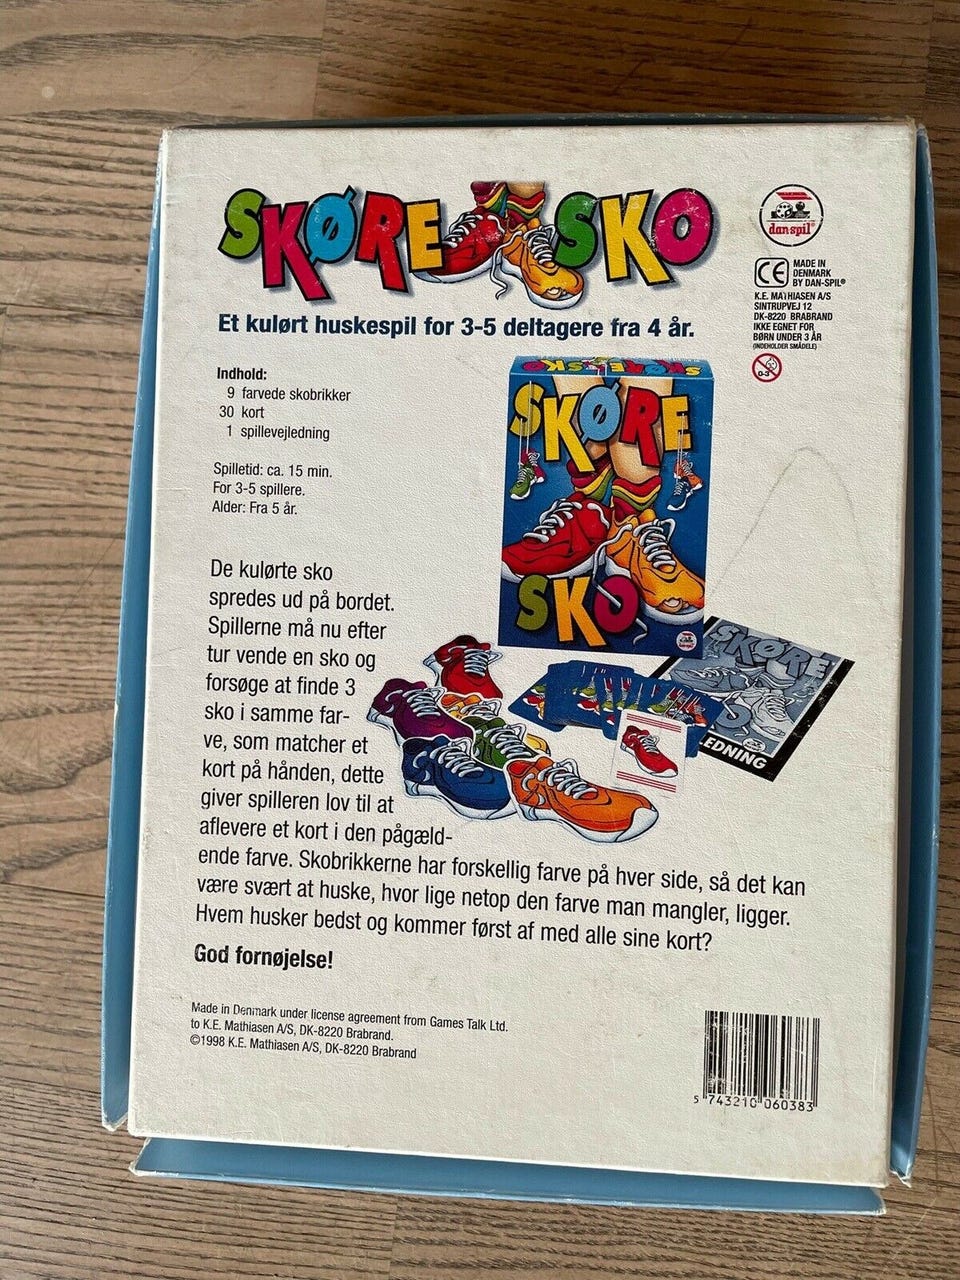 SKØRE SKO
dan spil®
CE
MADE IN
DENMARK
BY DAN-SPIL®
K.E. MATHIASEN A/S
SINTRUPVEJ 12
DK-8220 BRABRAND
IKKE EGNET FOR
BØRN UNDER 3 ÅR
(INDEHOLDER SMÅDELE)
0-3
Et kulørt huskespil for 3-5 deltagere fra 4 år.
Indhold:
9 farvede skobrikker
30 kort
1 spillevejledning
Spilletid: ca. 15 min.
For 3-5 spillere.
Alder: Fra 5 år.
SKØRE SKO
SKØRE
SKO
SKØRE
LEDNING
De kulørte sko
spredes ud på bordet.
Spillerne må nu efter
tur vende en sko og
forsøge at finde 3
sko i samme far-
ve, som matcher et
kort på hånden, dette
giver spilleren lov til at
aflevere et kort i den pågæld-
ende farve. Skobrikkerne har forskellig farve på hver side, så det kan
være svært at huske, hvor lige netop den farve man mangler, ligger.
Hvem husker bedst og kommer først af med alle sine kort?
God fornøjelse!
Made in Denmark under license agreement from Games Talk Ltd.
to K.E. Mathiasen A/S, DK-8220 Brabrand.
©1998 K.E. Mathiasen A/S, DK-8220 Brabrand
5 743210 060383